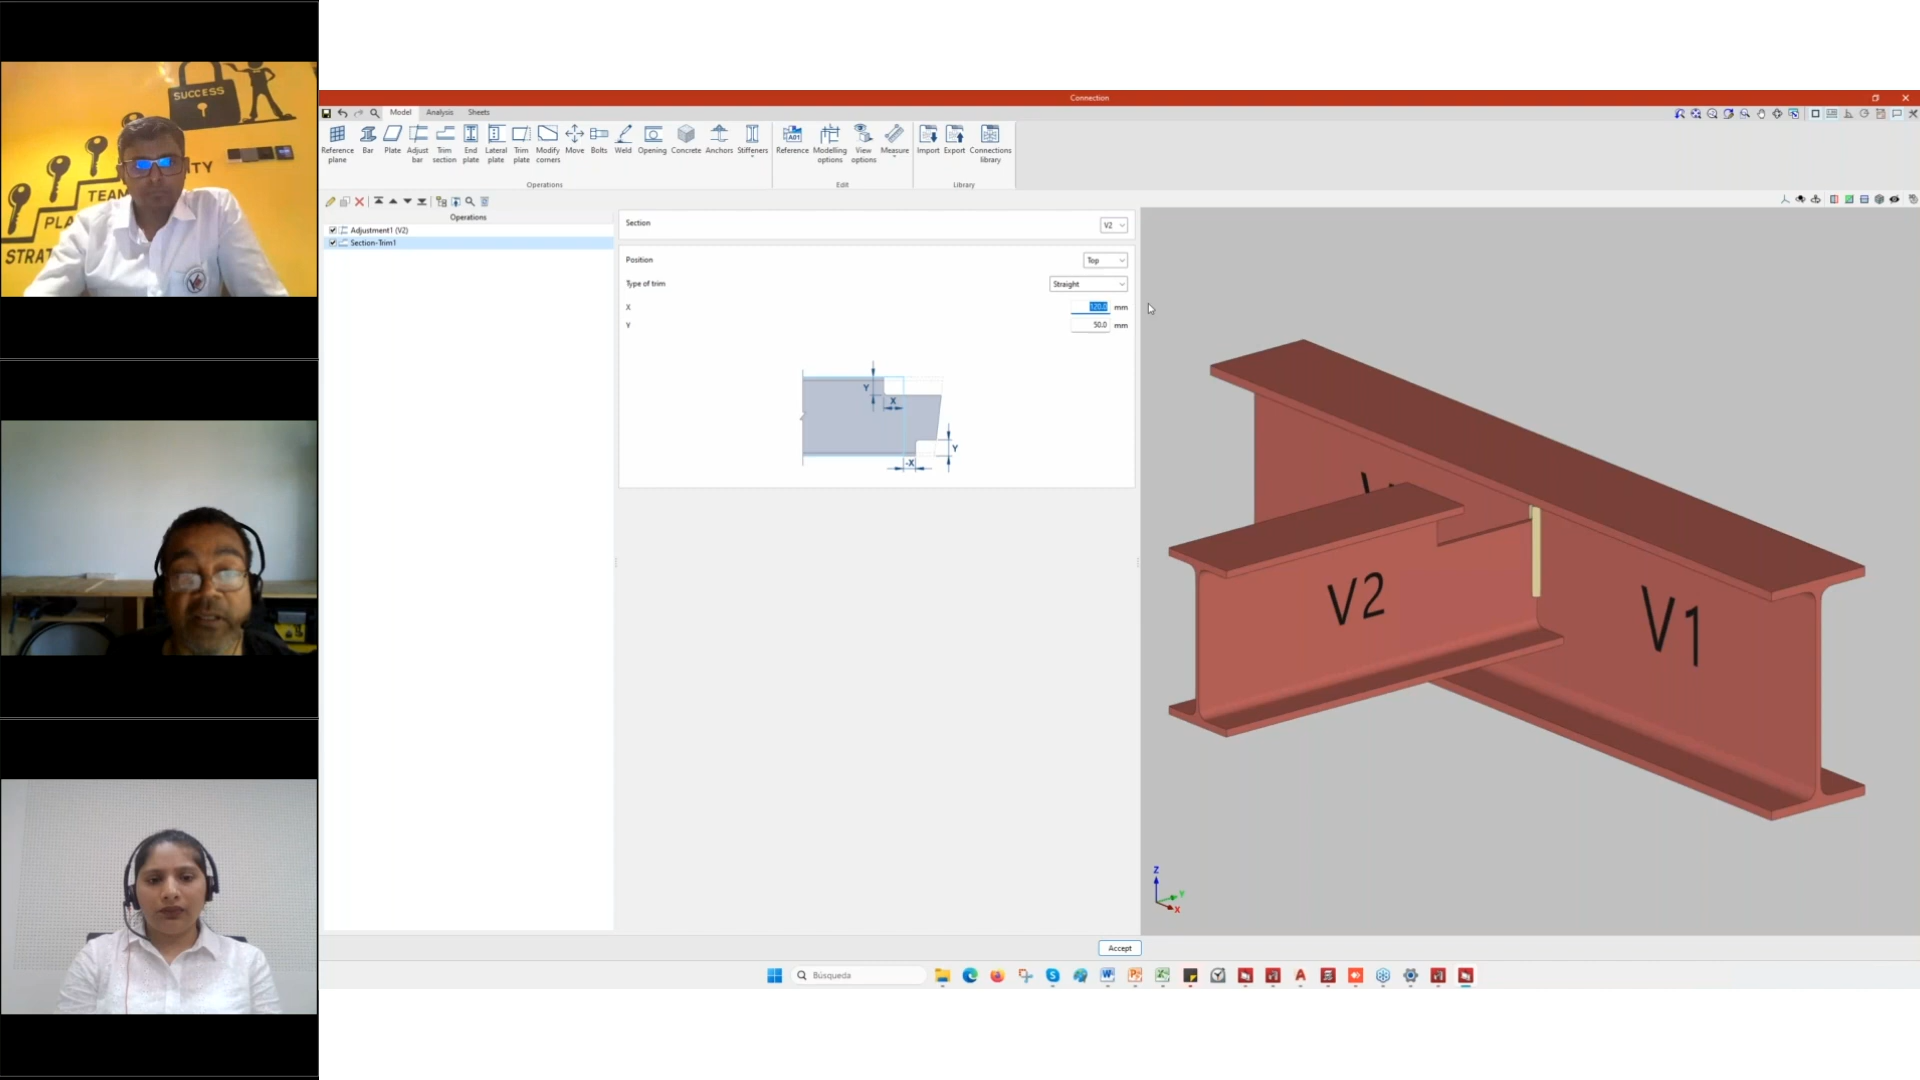 SUCCESS
TY
TEAM
PLA
STRA
Connection
Model Analysis Sheets
Reference plane
Bar
Plate
Adjust bar
Trim section
End plate
Lateral plate
Trim plate
Modify corners
Move
Bolts
Weld
Opening
Concrete
Anchors
Stiffeners
Reference
Modelling options
View options
Measure
Import
Export
Connections library
Operations Edit Library
Operations
Adjustment1 (V2)
Section-Trim1
Section V2
Position Top
Type of trim Straight
X 120.0 mm
Y 50.0 mm
Y
X
Y
-X
V2
V1
Z
Y
X
Accept
Búsqueda